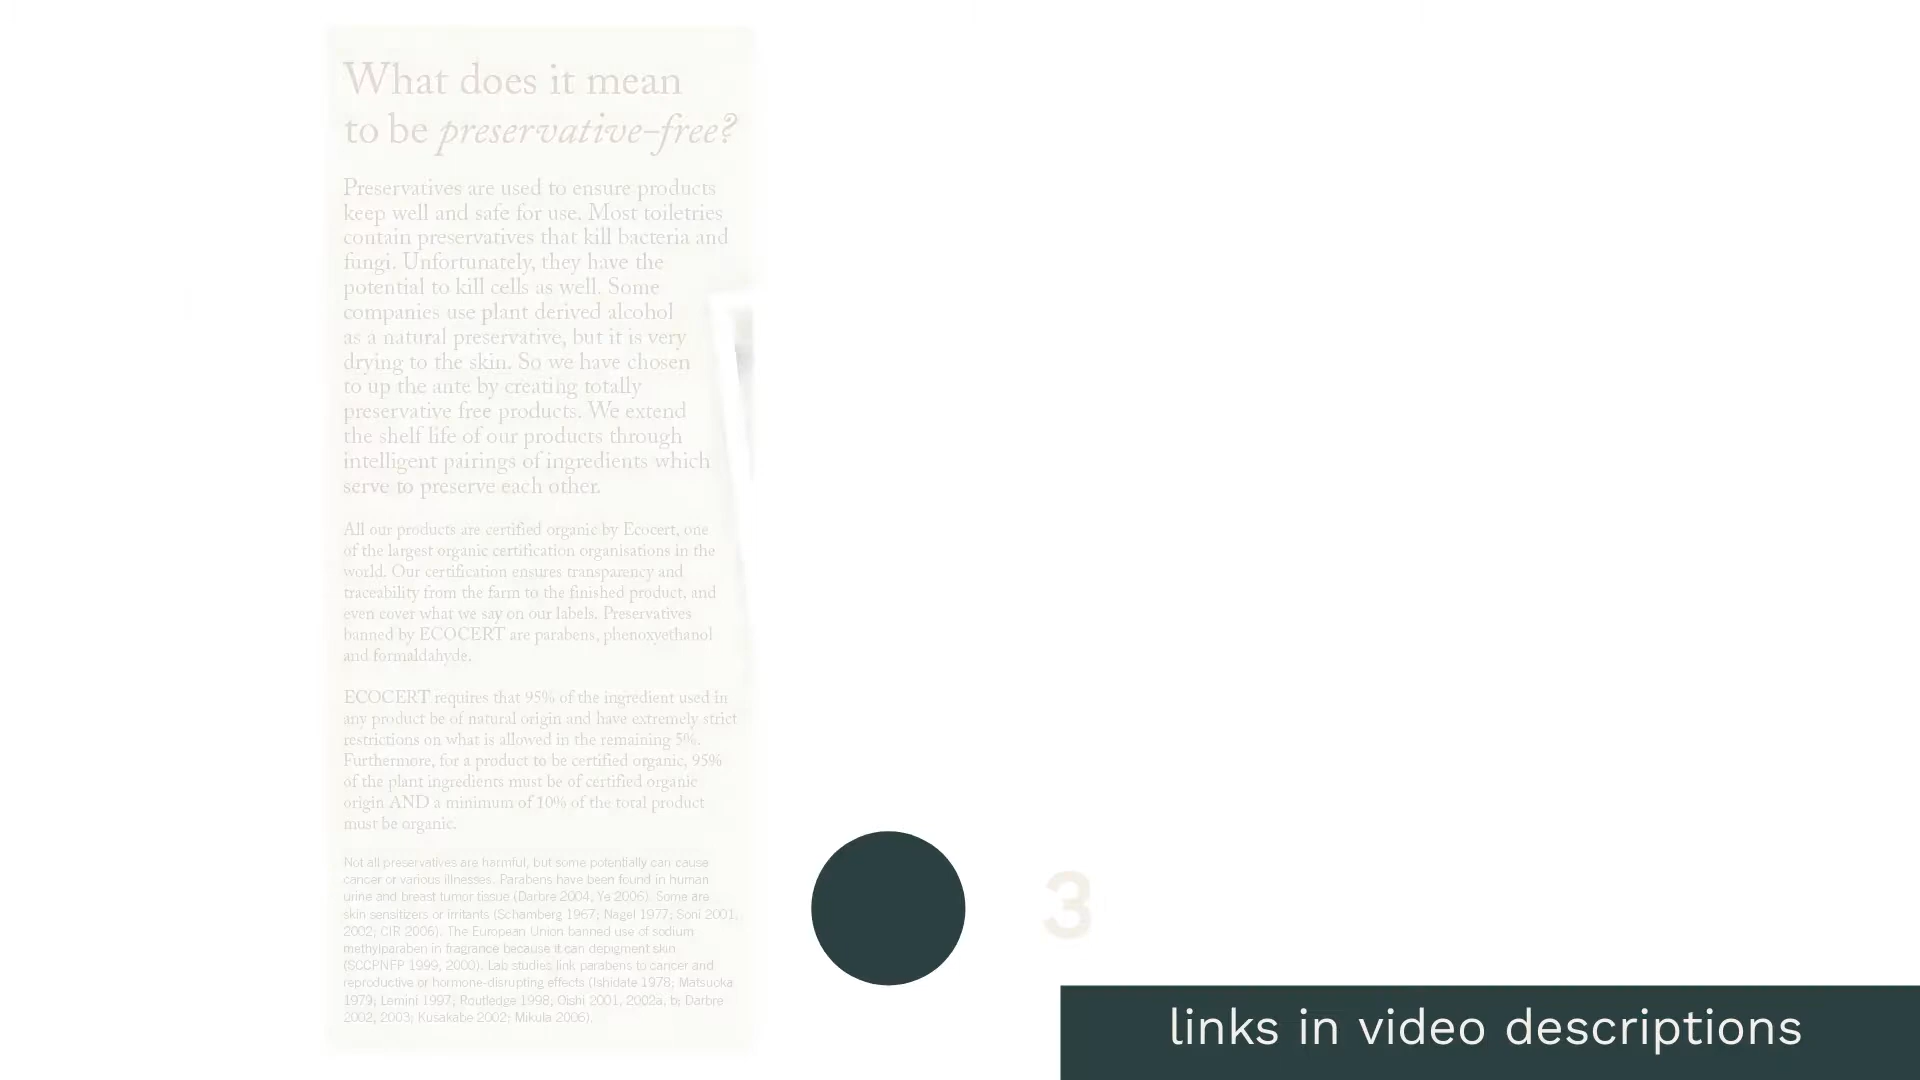 What does it mean
to be preservative-free?
Preservatives are used to ensure products
keep well and safe for use. Most toiletries
contain preservatives that kill bacteria and
fungi. Unfortunately, they have the
potential to kill cells as well. Some
companies use plant derived alcohol
as a natural preservative, but it is very
drying to the skin. So we have chosen
to up the ante by creating totally
preservative free products. We extend
the shelf life of our products through
intelligent pairings of ingredients which
serve to preserve each other.
All our products are certified organic by Ecocert, one
of the largest organic certification organisations in the
world. Our certification ensures transparency and
traceability from the farm to the finished product, and
even cover what we say on our labels. Preservatives
banned by ECOCERT are parabens, phenoxyethanol
and formaldahyde.
ECOCERT requires that 95% of the ingredient used in
any product be of natural origin and have extremely strict
restrictions on what is allowed in the remaining 5%.
Furthermore, for a product to be certified organic, 95%
of the plant ingredients must be of certified organic
origin AND a minimum of 10% of the total product
must be organic.
Not all preservatives are harmful, but some potentially can cause
cancer or various illnesses. Parabens have been found in human
urine and breast tumor tissue (Darbre 2004, Ye 2006). Some are
skin sensitizers or irritants (Schamberg 1967; Nagel 1977; Soni 2001,
2002; CIR 2006). The European Union banned use of sodium
methylparaben in fragrance because it can depigment skin
(SCCPNFP 1999, 2000). Lab studies link parabens to cancer and
reproductive or hormone-disrupting effects (Ishidate 1978; Matsuoka
1979; Lemini 1997, Routledge 1998, Oishi 2001, 2002a, b; Darbre
2002, 2003; Kusakabe 2002; Mikula 2006).
3
links in video descriptions